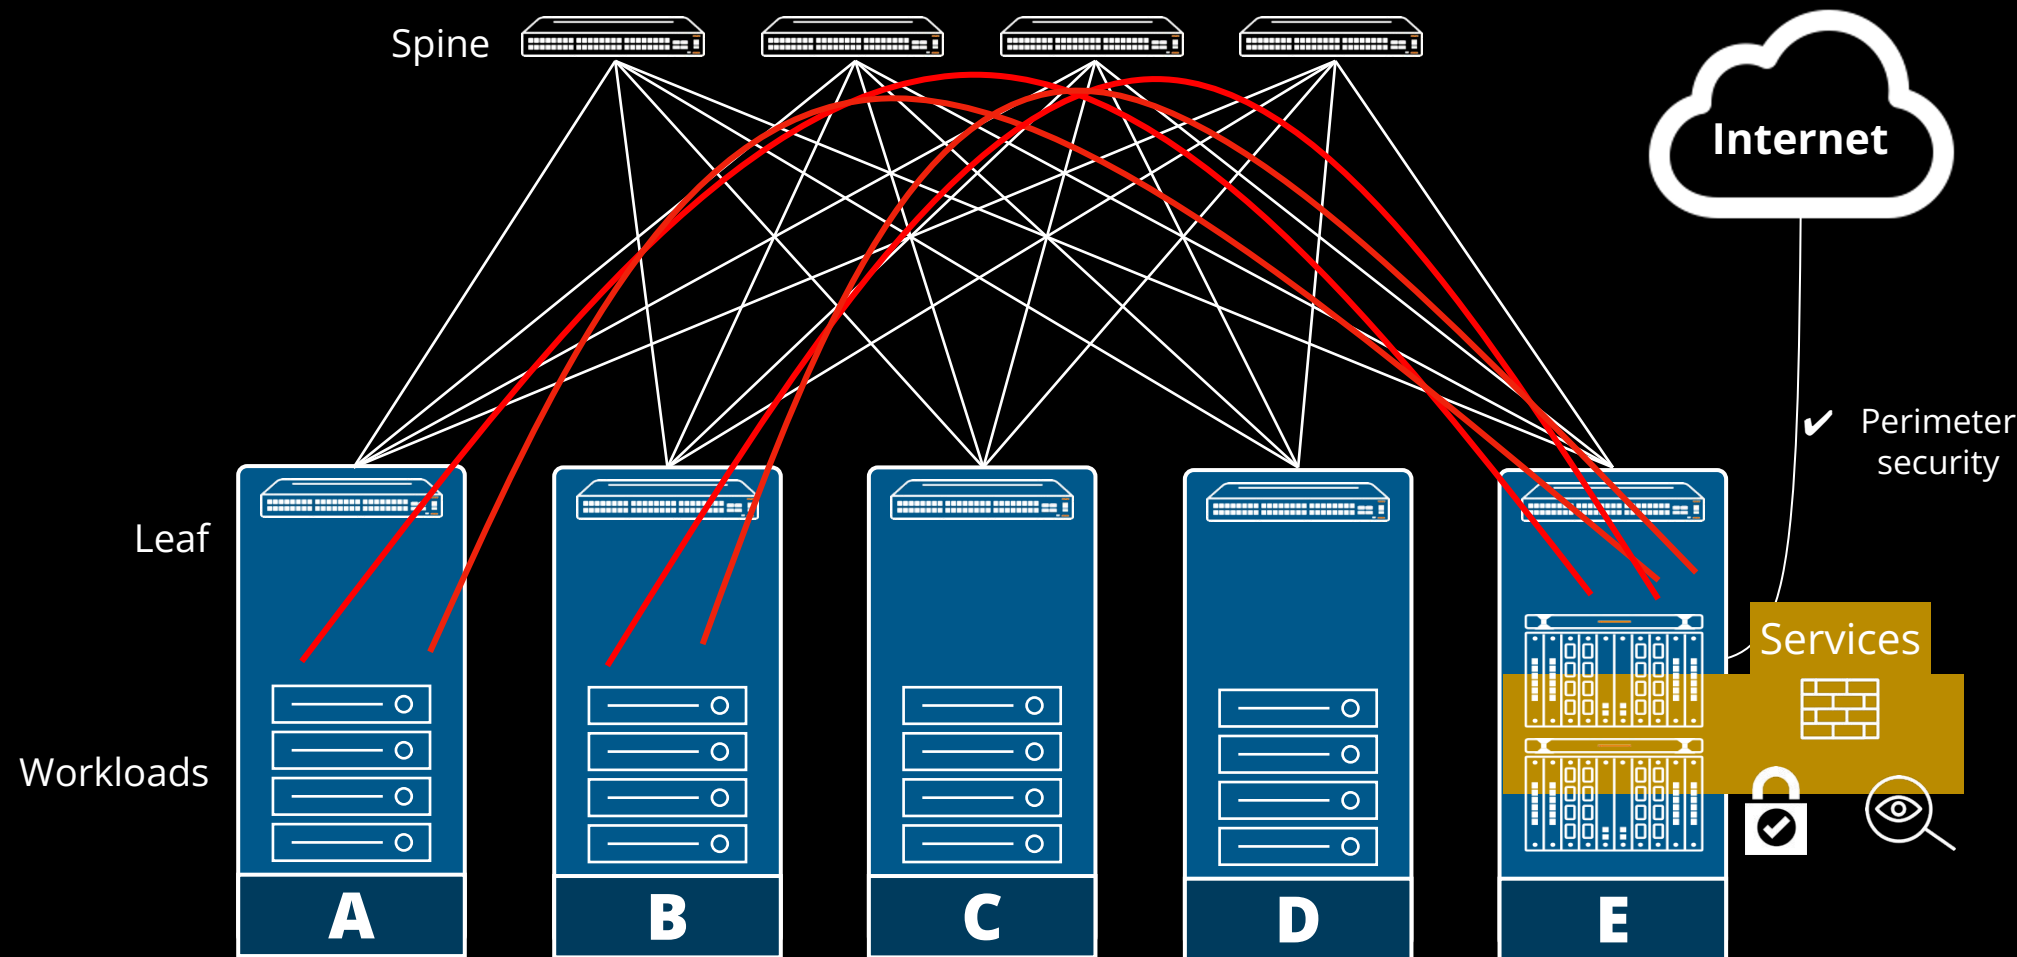 Spine
Internet
✔ Perimeter
security
Leaf
Services
Workloads
A
B
C
D
E